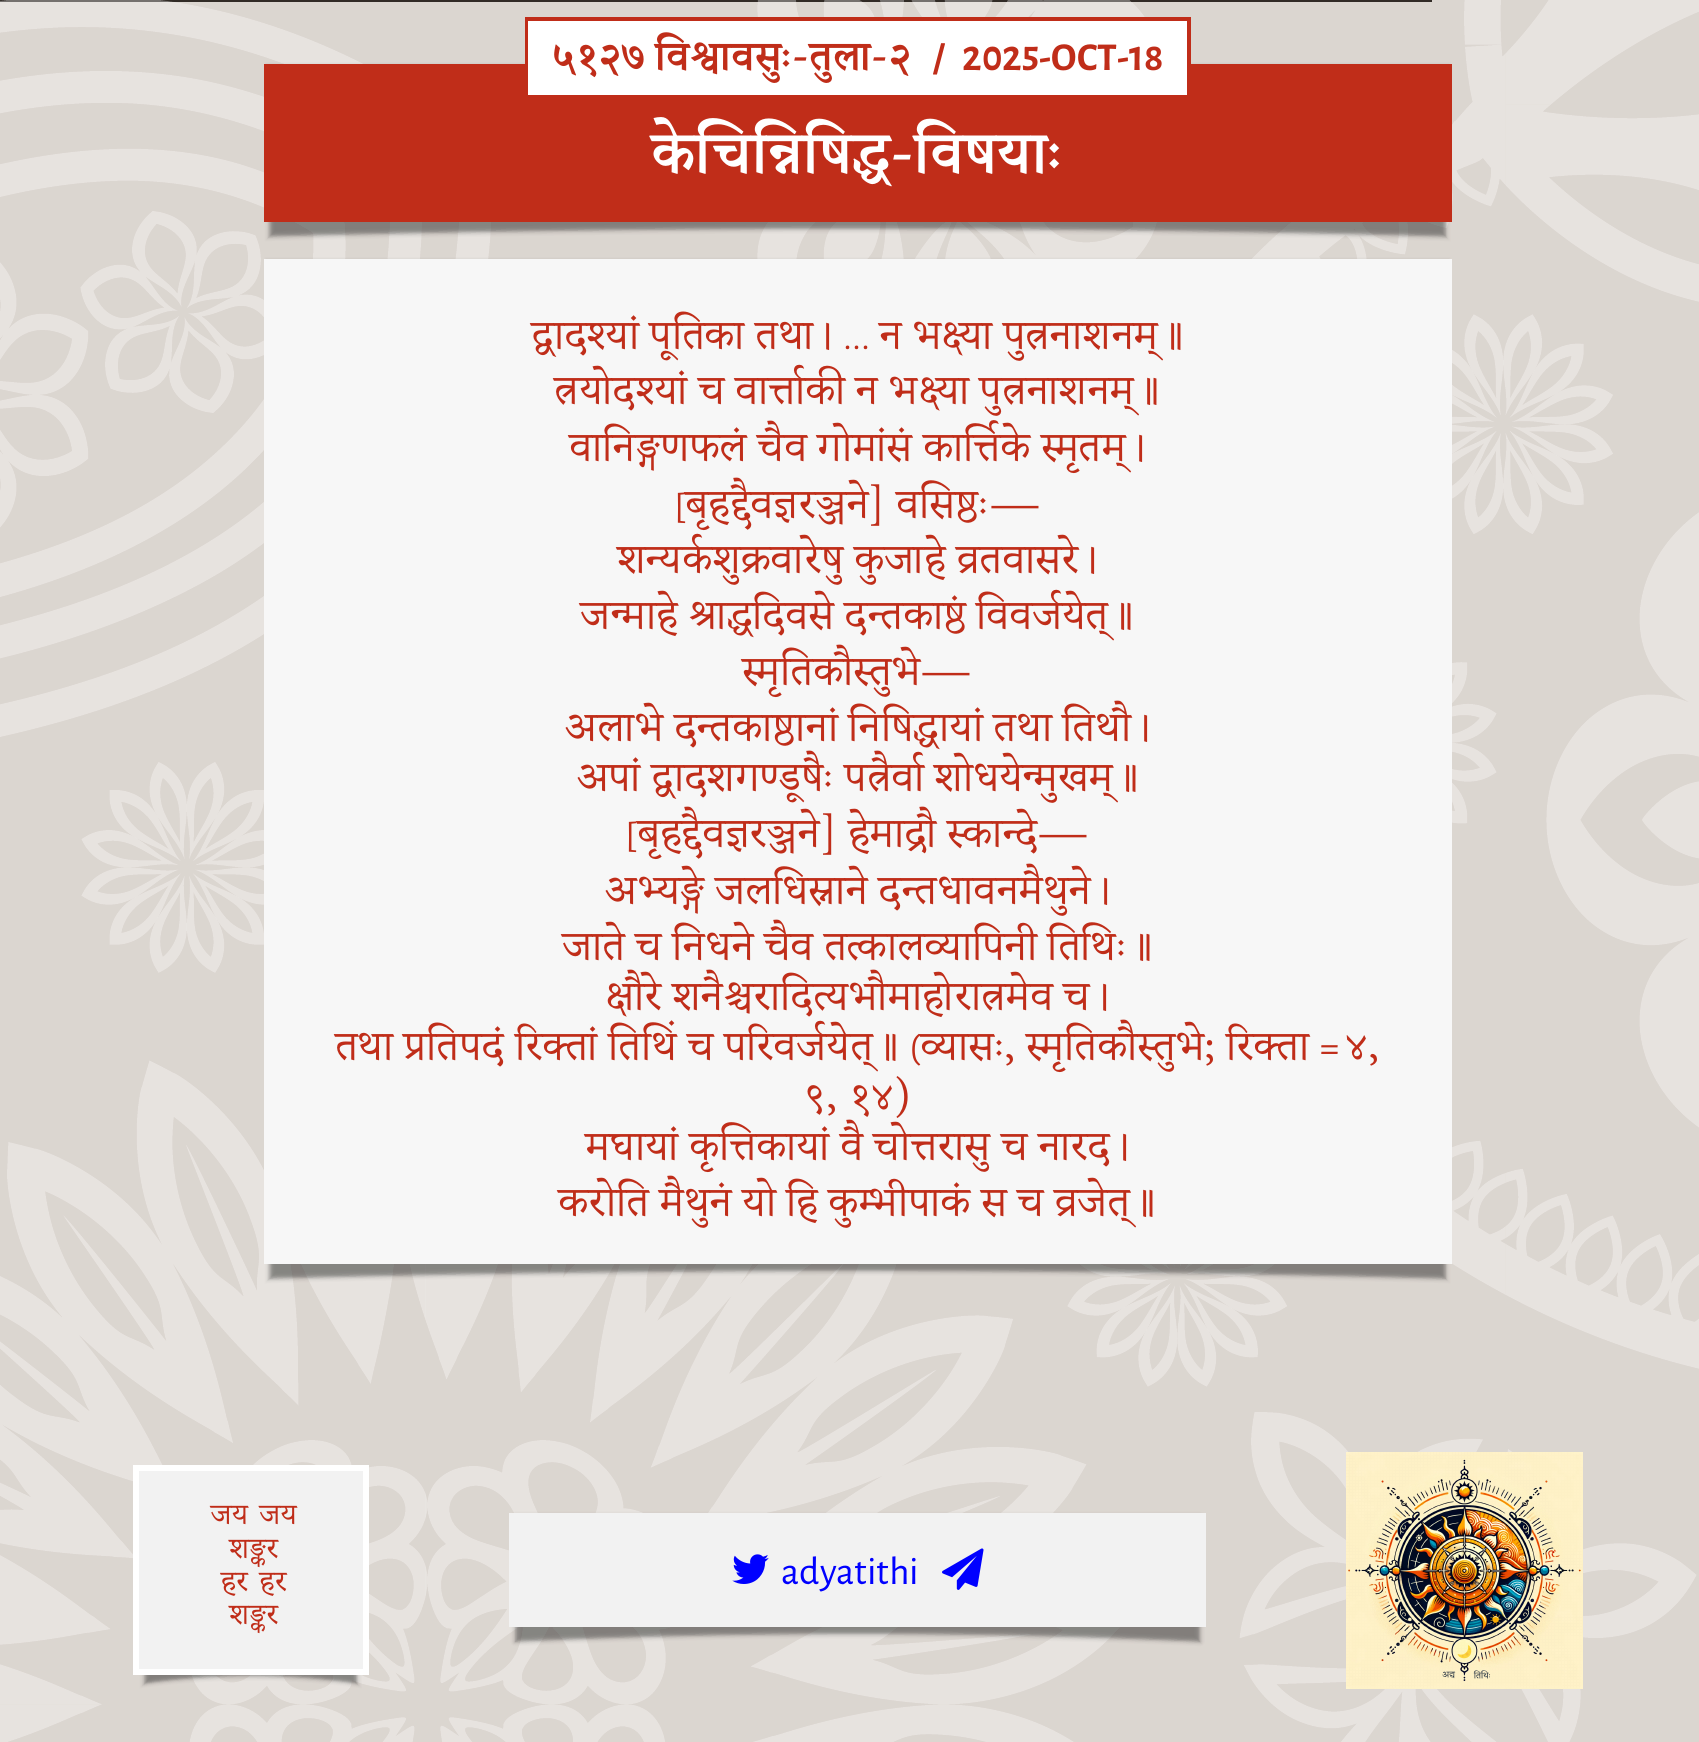 ५१२७ विश्वावसुः-तुला-२ / 2025-OCT-18
केचिन्निषिद्ध-विषयाः
द्वादश्यां पूतिका तथा। … न भक्ष्या पुत्रनाशनम्॥
त्रयोदश्यां च वार्त्ताकी न भक्ष्या पुत्रनाशनम्॥
वानिङ्गणफलं चैव गोमांसं कार्त्तिके स्मृतम्।
[बृहद्दैवज्ञरञ्जने] वसिष्ठः—
शन्यर्कशुक्रवारेषु कुजाहे व्रतवासरे।
जन्माहे श्राद्धदिवसे दन्तकाष्ठं विवर्जयेत्॥
स्मृतिकौस्तुभे—
अलाभे दन्तकाष्ठानां निषिद्धायां तथा तिथौ।
अपां द्वादशगण्डूषैः पत्रैर्वा शोधयेन्मुखम्॥
[बृहद्दैवज्ञरञ्जने] हेमाद्रौ स्कान्दे—
अभ्यङ्गे जलधिस्नाने दन्तधावनमैथुने।
जाते च निधने चैव तत्कालव्यापिनी तिथिः॥
क्षौरे शनैश्चरादित्यभौमाहोरात्रमेव च।
तथा प्रतिपदं रिक्तां तिथिं च परिवर्जयेत्॥ (व्यासः, स्मृतिकौस्तुभे; रिक्ता = ४,
९, १४)
मघायां कृत्तिकायां वै चोत्तरासु च नारद।
करोति मैथुनं यो हि कुम्भीपाकं स च व्रजेत्॥
जय जय
शङ्कर
हर हर
शङ्कर
adyatithi
अद्य तिथिः